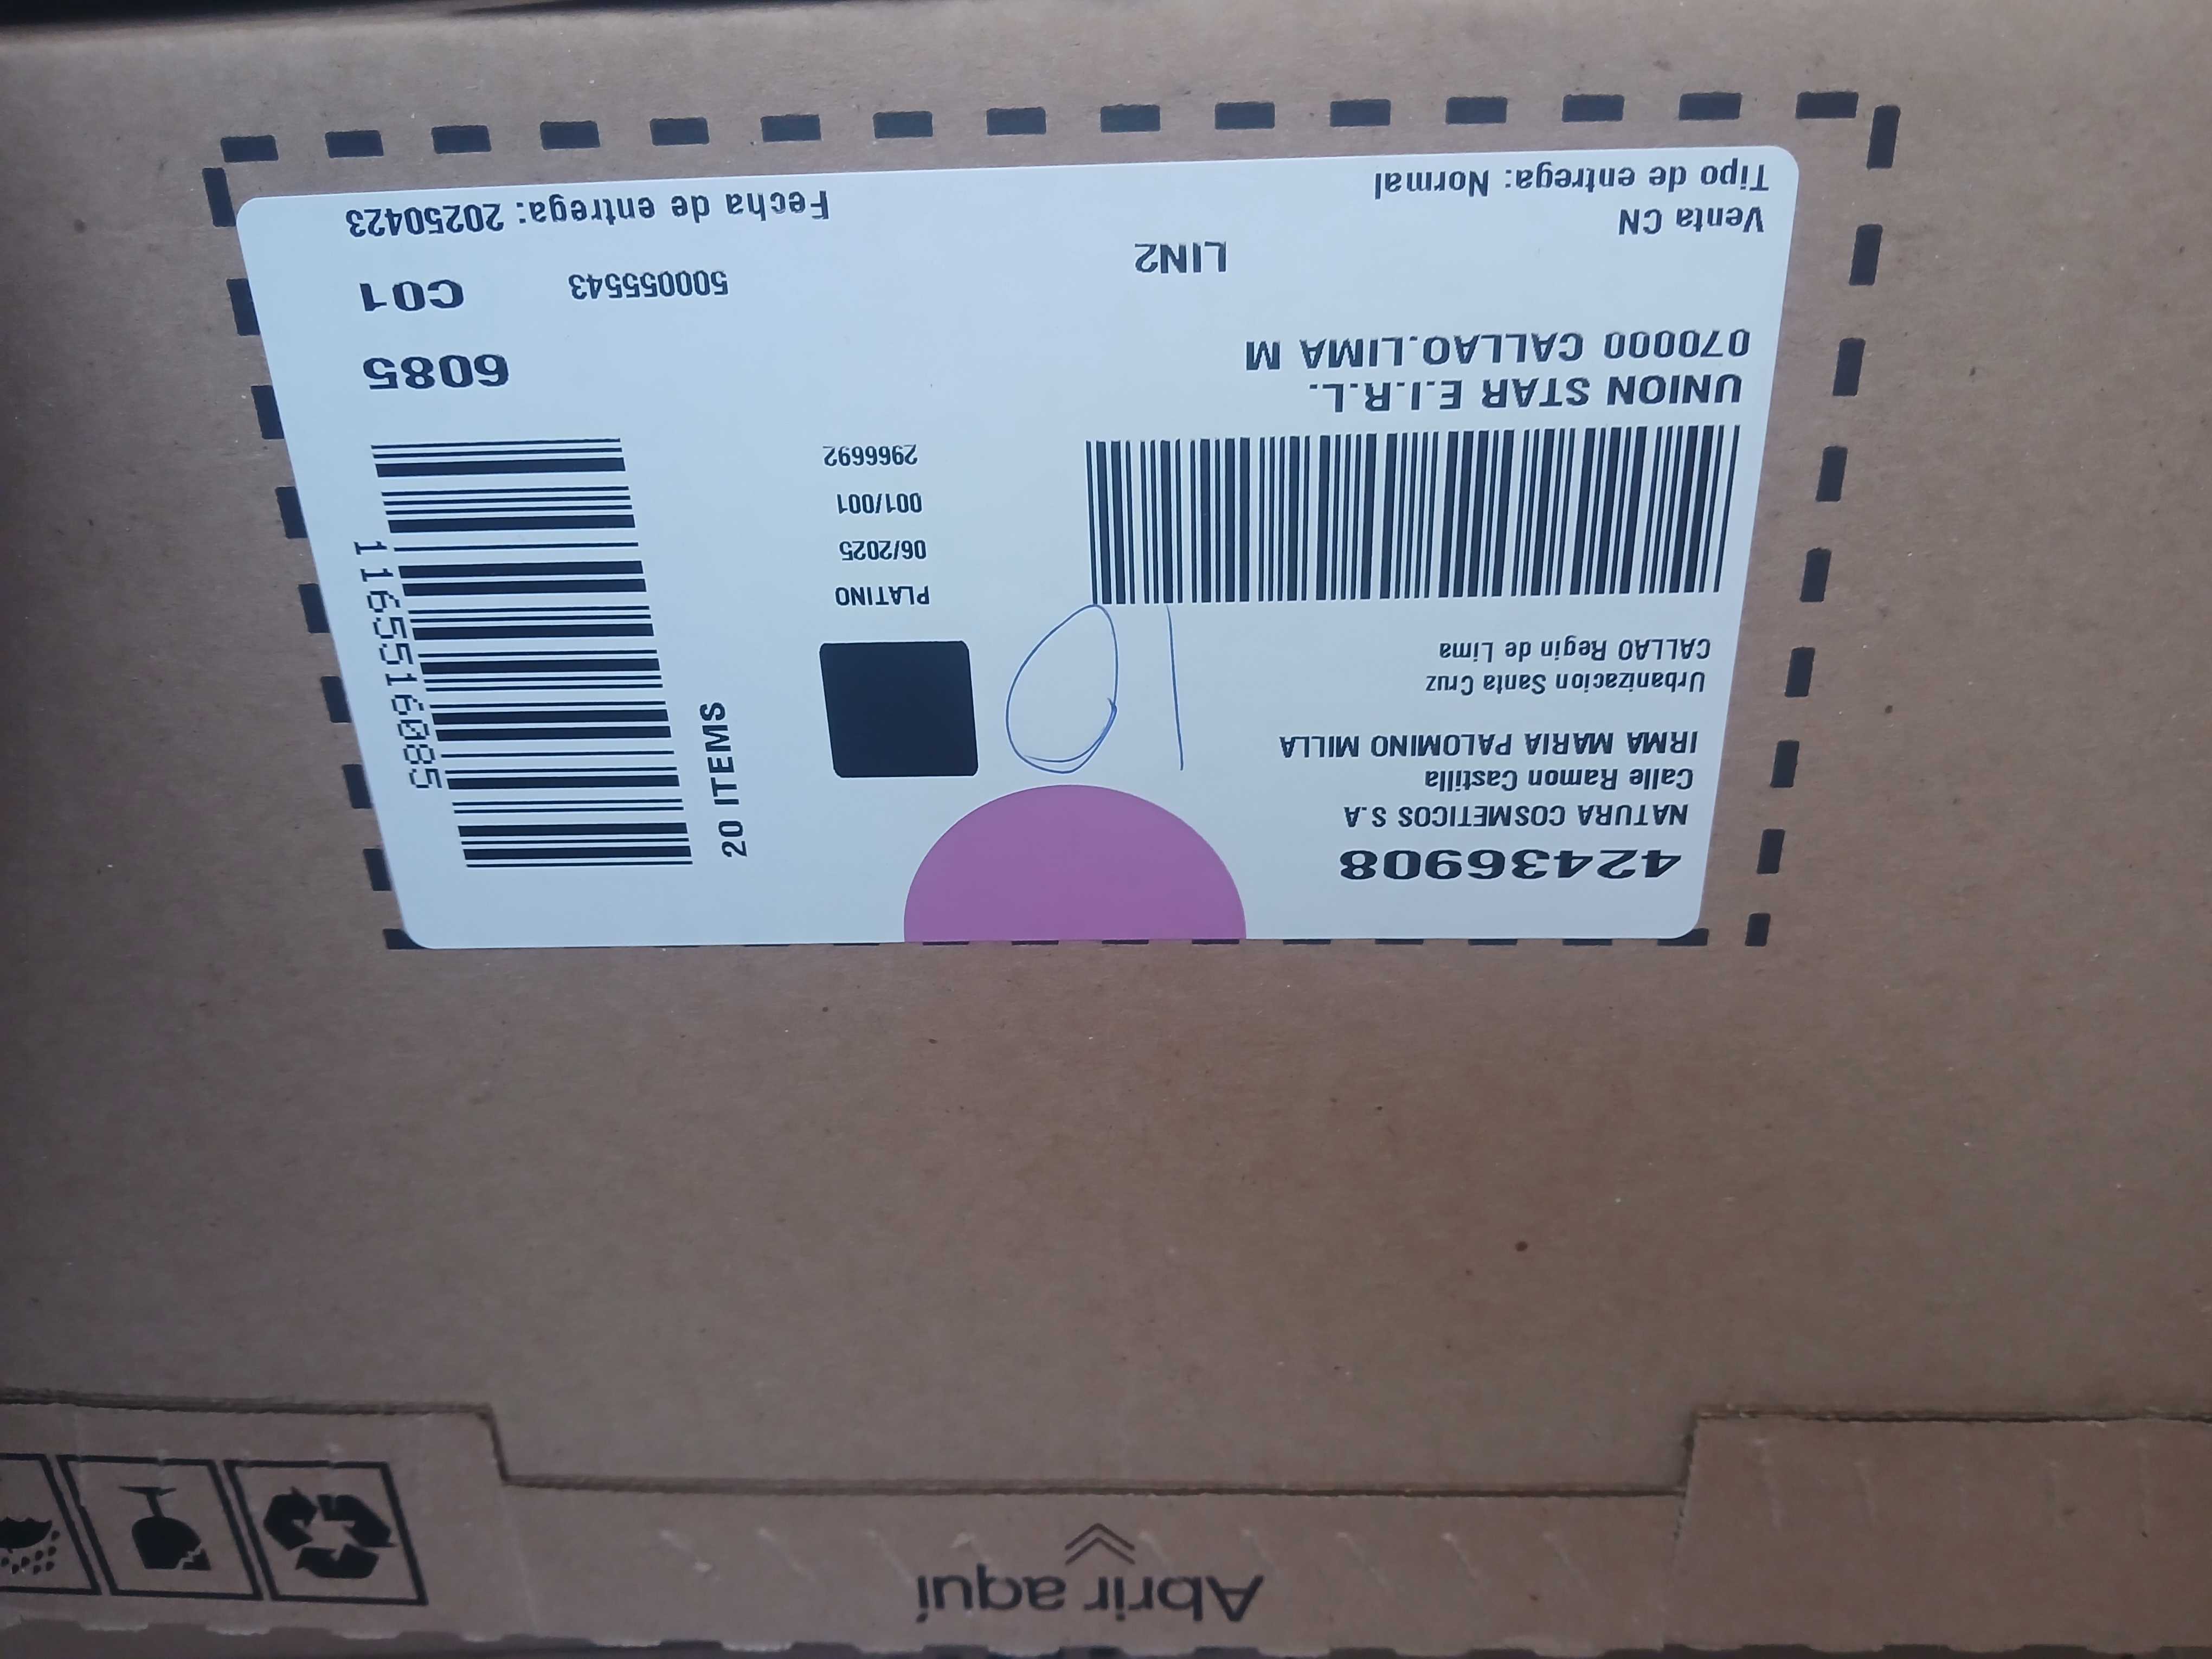 42436908
NATURA COSMETICOS S.A
Calle Ramon Castilla
IRMA MARIA PALOMINO MILLA
Urbanizacion Santa Cruz
CALLAO Regin de Lima
UNION STAR E.I.R.L.
070000 CALLAO.LIMA M
Venta CN
Tipo de entrega: Normal
01
PLATINO
06/2025
001/001
2966692
LIN2
20 ITEMS
1165516085
6085
500055543 C01
Fecha de entrega: 20250423
Abrir aquí